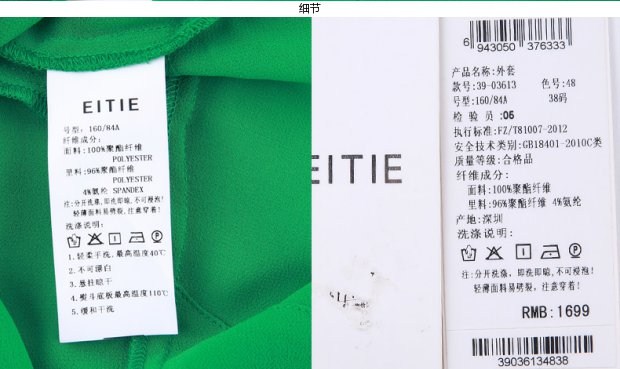 细节
EITIE
号型: 160/84A
纤维成分:
面料:100%聚酯纤维
POLYESTER
里料:96%聚酯纤维
POLYESTER
4%氨纶 SPANDEX
注:分开洗涤,即洗即晾,不可浸泡!
轻薄面料易劈裂,注意穿着!
洗涤说明:
1.轻柔手洗,最高温度40℃
2.不可漂白
3.悬挂晾干
4.熨斗底板最高温度110℃
5.缓和干洗
EITIE
6 943050 376333
产品名称:外套
款号:39-03613 色号:48
号型:160/84A 38码
检 验 员:05
执行标准:FZ/T81007-2012
安全技术类别:GB18401-2010C类
质量等级:合格品
纤维成分:
面料:100%聚酯纤维
里料:96%聚酯纤维 4%氨纶
产地:深圳
洗涤说明:
注:分开洗涤,即洗即晾,不可浸泡!
轻薄面料易劈裂,注意穿着!
RMB:1699
39036134838